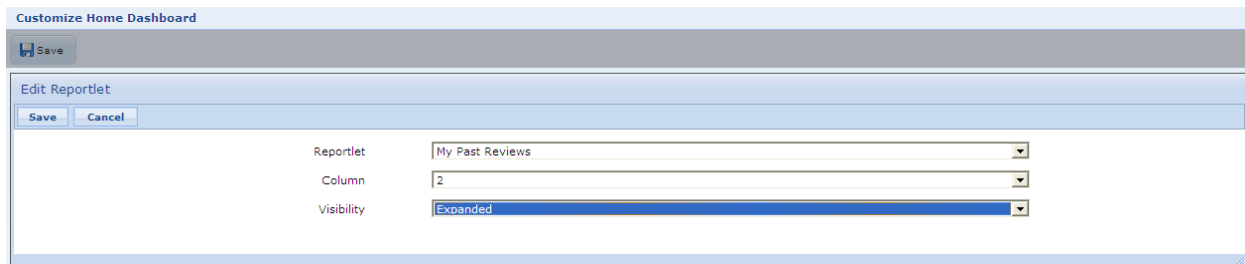 Customize Home Dashboard
Save
Edit Reportlet
Save Cancel
Reportlet My Past Reviews
Column 2
Visibility Expanded